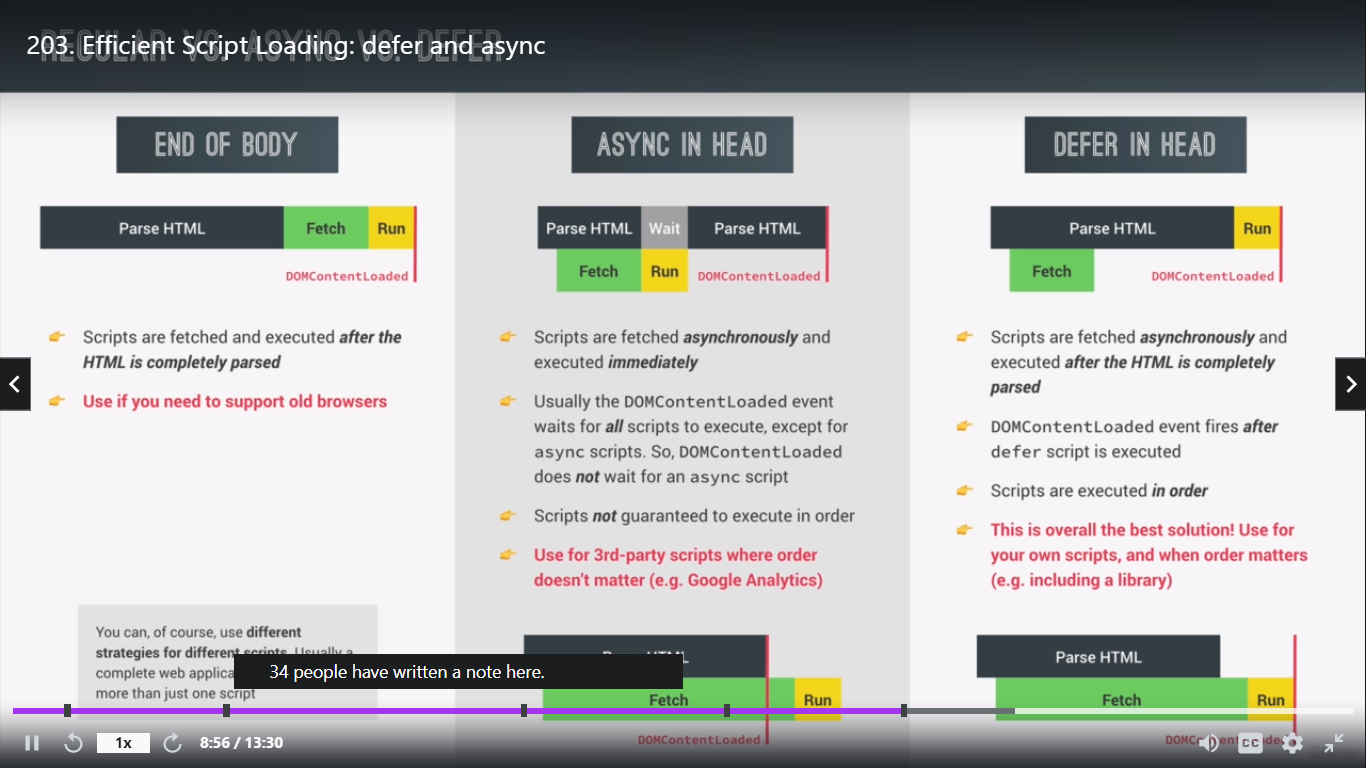 203. Efficient Script Loading: defer and async
REGULAR VS. ASYNC VS. DEFER
END OF BODY
Parse HTML Fetch Run
DOMContentLoaded
Scripts are fetched and executed after the
HTML is completely parsed
Use if you need to support old browsers
You can, of course, use different
strategies for different scripts. Usually a
complete web applica
more than just one script
ASYNC IN HEAD
Parse HTML Wait Parse HTML
Fetch Run DOMContentLoaded
Scripts are fetched asynchronously and
executed immediately
Usually the DOMContentLoaded event
waits for all scripts to execute, except for
async scripts. So, DOMContentLoaded
does not wait for an async script
Scripts not guaranteed to execute in order
Use for 3rd-party scripts where order
doesn't matter (e.g. Google Analytics)
Parse HTML
Fetch Run
DOMContentLoaded
DEFER IN HEAD
Parse HTML Run
Fetch DOMContentLoaded
Scripts are fetched asynchronously and
executed after the HTML is completely
parsed
DOMContentLoaded event fires after
defer script is executed
Scripts are executed in order
This is overall the best solution! Use for
your own scripts, and when order matters
(e.g. including a library)
Parse HTML
Fetch Run
DOMContentLoaded
34 people have written a note here.
1x 8:56 / 13:30 CC